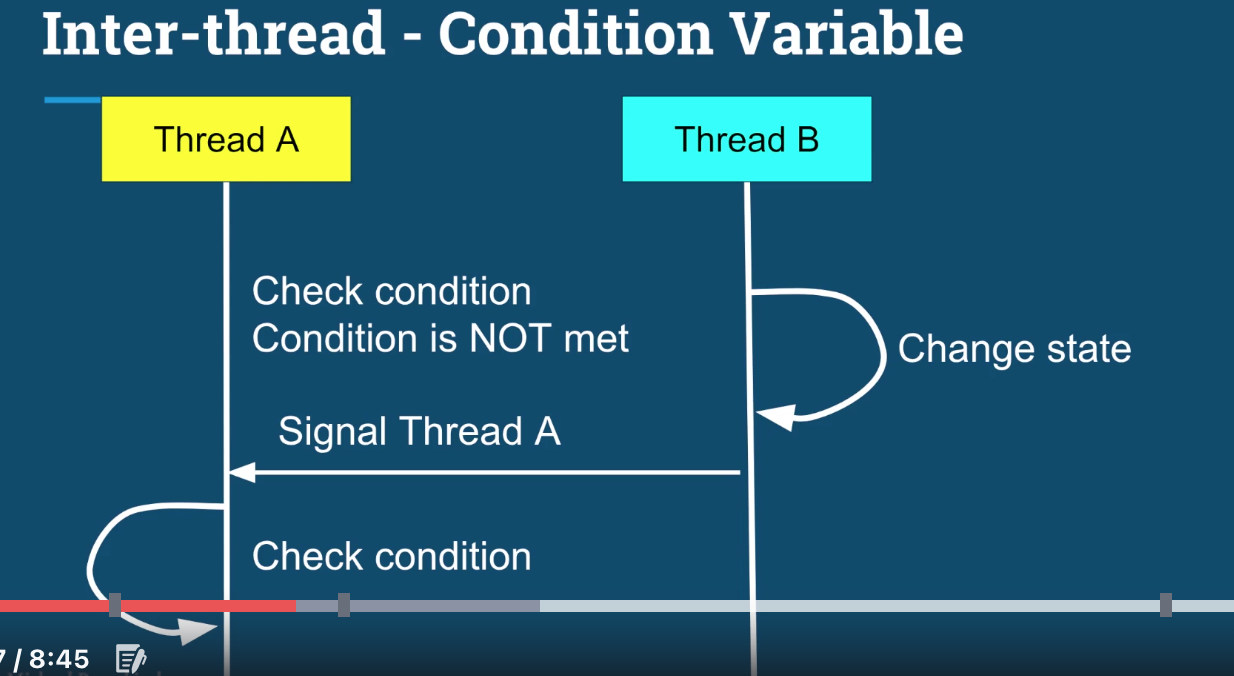 Inter-thread - Condition Variable
Thread A
Thread B
Check condition
Condition is NOT met
Change state
Signal Thread A
Check condition
7 / 8:45